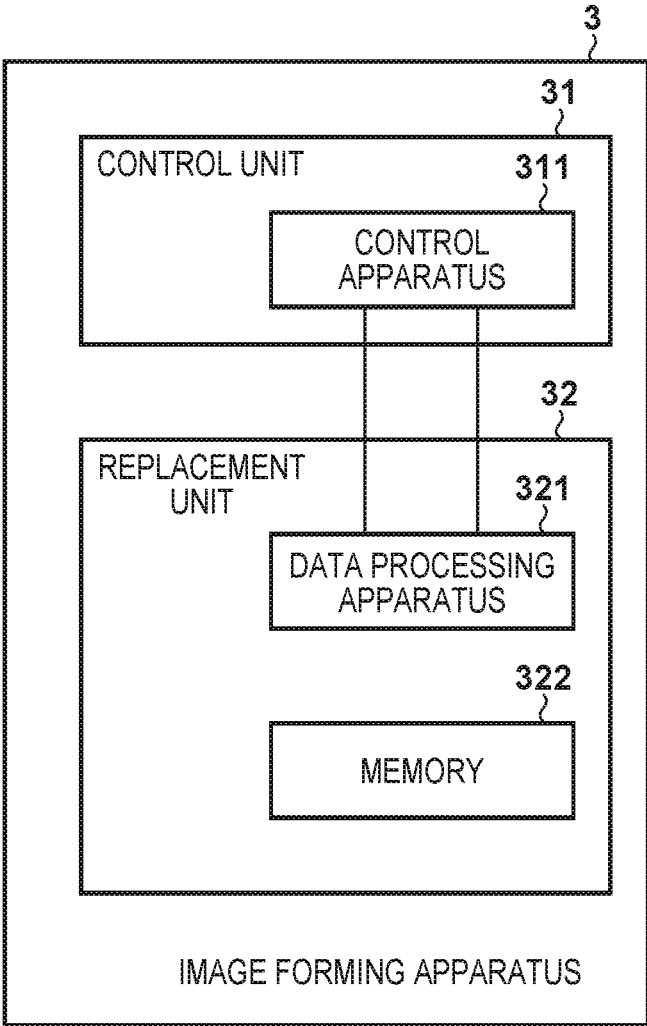 3
31
CONTROL UNIT
311
CONTROL
APPARATUS
32
REPLACEMENT
UNIT
321
DATA PROCESSING
APPARATUS
322
MEMORY
IMAGE FORMING APPARATUS